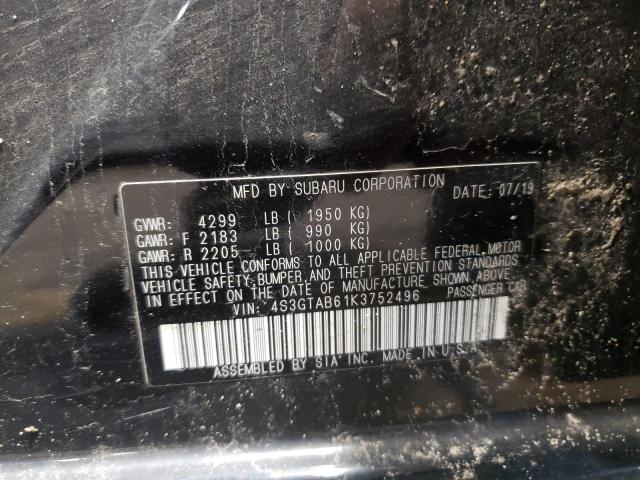 MFD BY SUBARU CORPORATION DATE: 07/19
GVWR: 4299 LB ( 1950 KG)
GAWR: F 2183 LB ( 990 KG)
GAWR: R 2205 LB ( 1000 KG)
THIS VEHICLE CONFORMS TO ALL APPLICABLE FEDERAL MOTOR
VEHICLE SAFETY, BUMPER, AND THEFT PREVENTION STANDARDS
IN EFFECT ON THE DATE OF MANUFACTURE SHOWN ABOVE.
VIN: 4S3GTAB61K3752496 PASSENGER CAR
ASSEMBLED BY SIA INC. MADE IN U.S.A.